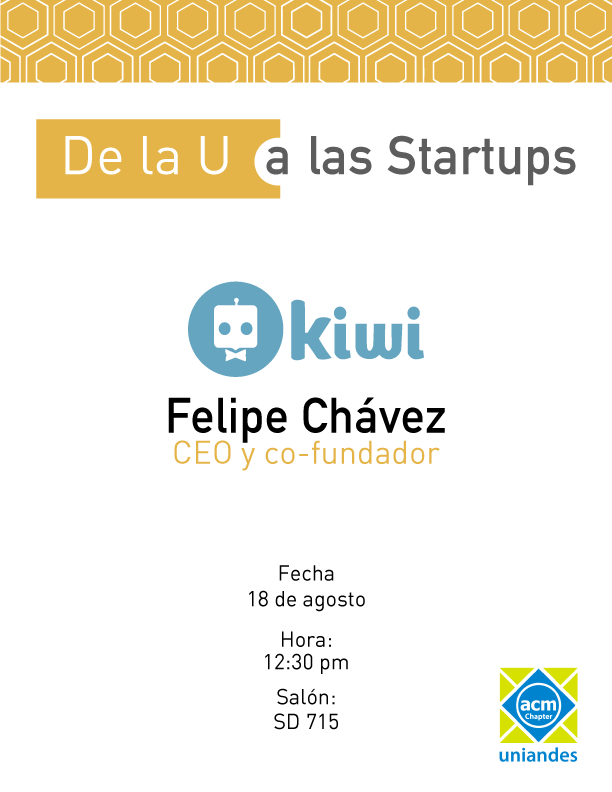 De la U a las Startups
kiwi
Felipe Chávez
CEO y co-fundador
Fecha
18 de agosto
Hora:
12:30 pm
Salón:
SD 715
acm
Chapter
uniandes